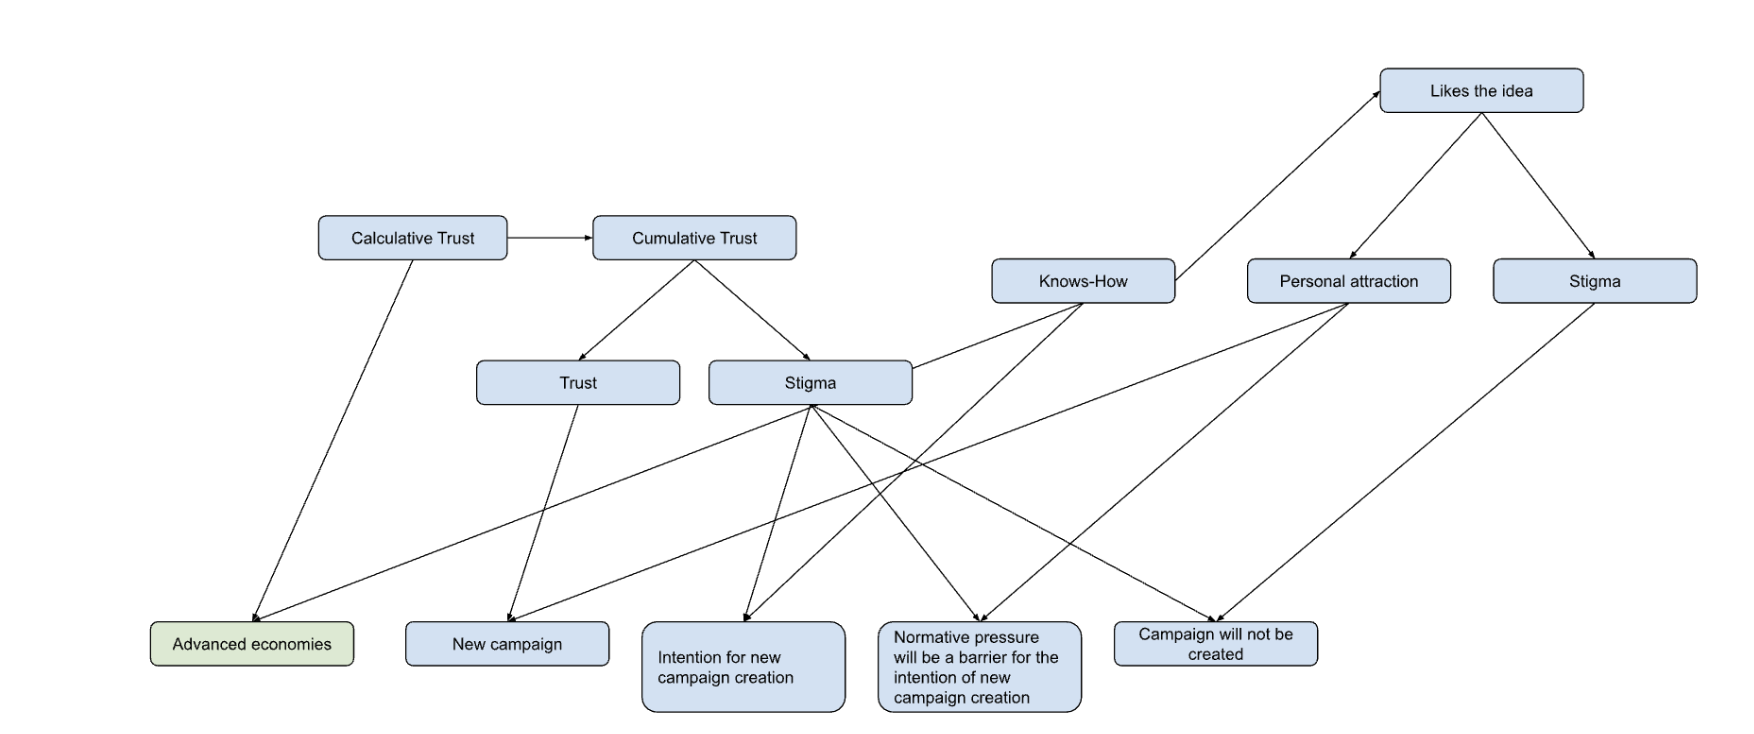 Likes the idea
Calculative Trust
Cumulative Trust
Knows-How
Personal attraction
Stigma
Trust
Stigma
Advanced economies
New campaign
Intention for new
campaign creation
Normative pressure
will be a barrier for the
intention of new
campaign creation
Campaign will not be
created